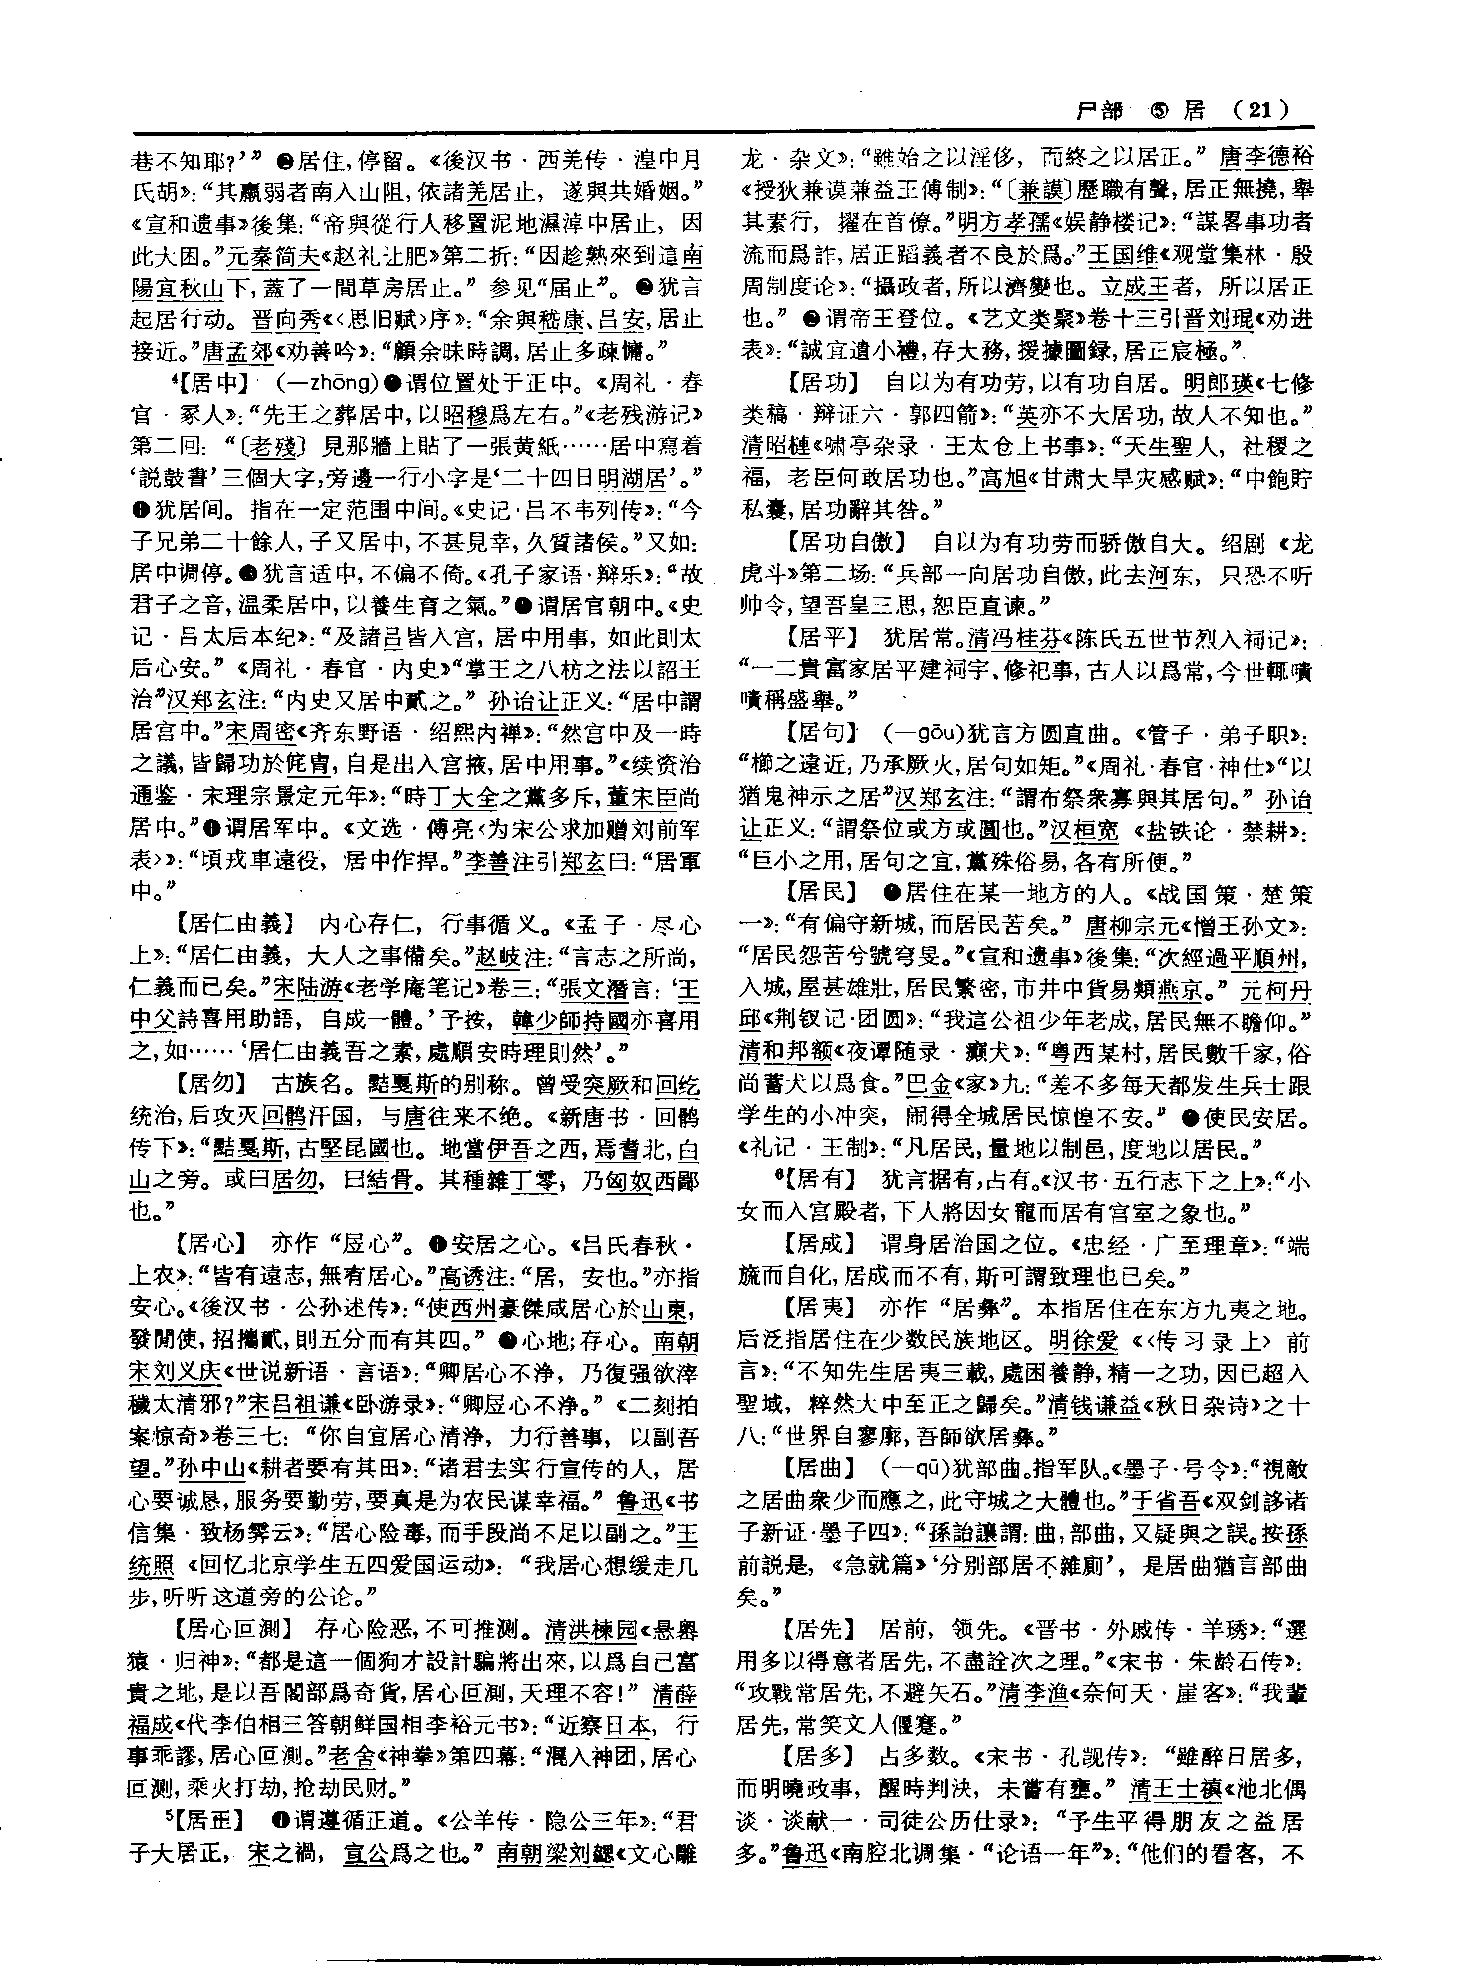 尸部 ⑤ 居 （21）
巷不知耶？’” ❷居住，停留。《後汉书·西羌传·湟中月
氏胡》：“其羸弱者南入山阻，依諸羌居止，遂與共婚姻。”
《宣和遗事》後集：“帝與從行人移置泥地濕淖中居止，因
此大困。”元秦简夫《赵礼让肥》第二折：“因趁熟來到這南
陽宜秋山下，蓋了一間草房居止。”参见“届止”。 ❸犹言
起居行动。晋向秀《〈思旧赋〉序》：“余與嵇康、吕安，居止
接近。”唐孟郊《劝善吟》：“顧余昧時調，居止多疎慵。”
⁴【居中】 （—zhōng）❶谓位置处于正中。《周礼·春
官·冢人》：“先王之葬居中，以昭穆爲左右。”《老残游记》
第二回：“〔老殘〕見那牆上貼了一張黄紙……居中寫着
‘説鼓書’三個大字，旁邊一行小字是‘二十四日明湖居’。”
❷犹居间。指在一定范围中间。《史记·吕不韦列传》：“今
子兄弟二十餘人，子又居中，不甚見幸，久質諸侯。”又如：
居中调停。❸犹言适中，不偏不倚。《孔子家语·辩乐》：“故
君子之音，温柔居中，以養生育之氣。”❹谓居官朝中。《史
记·吕太后本纪》：“及諸吕皆入宫，居中用事，如此則太
后心安。”《周礼·春官·内史》“掌王之八枋之法以詔王
治”汉郑玄注：“内史又居中貳之。”孙诒让正义：“居中謂
居宫中。”宋周密《齐东野语·绍熙内禅》：“然宫中及一時
之議，皆歸功於侂胄，自是出入宫掖，居中用事。”《续资治
通鉴·宋理宗景定元年》：“時丁大全之黨多斥，董宋臣尚
居中。”❺谓居军中。《文选·傅亮〈为宋公求加赠刘前军
表〉》：“頃戎車遠役，居中作捍。”李善注引郑玄曰：“居軍
中。”
【居仁由義】 内心存仁，行事循义。《孟子·尽心
上》：“居仁由義，大人之事備矣。”赵岐注：“言志之所尚，
仁義而已矣。”宋陆游《老学庵笔记》卷三：“張文潛言：‘王
中父詩喜用助語，自成一體。’予按，韓少師持國亦喜用
之，如……‘居仁由義吾之素，處順安時理則然’。”
【居勿】 古族名。黠戛斯的别称。曾受突厥和回纥
统治，后攻灭回鹘汗国，与唐往来不绝。《新唐书·回鹘
传下》：“黠戛斯，古堅昆國也。地當伊吾之西，焉耆北，白
山之旁。或曰居勿，曰結骨。其種雜丁零，乃匈奴西鄙
也。”
【居心】 亦作“凥心”。❶安居之心。《吕氏春秋·
上农》：“皆有遠志，無有居心。”高诱注：“居，安也。”亦指
安心。《後汉书·公孙述传》：“使西州豪傑咸居心於山東，
發閒使，招攜貳，則五分而有其四。” ❷心地；存心。南朝
宋刘义庆《世说新语·言语》：“卿居心不净，乃復强欲滓
穢太清邪？”宋吕祖谦《卧游录》：“卿凥心不净。”《二刻拍
案惊奇》卷三七：“你自宜居心清浄，力行善事，以副吾
望。”孙中山《耕者要有其田》：“诸君去实行宣传的人，居
心要诚恳，服务要勤劳，要真是为农民谋幸福。”鲁迅《书
信集·致杨霁云》：“居心险毒，而手段尚不足以副之。”王
统照《回忆北京学生五四爱国运动》：“我居心想缓走几
步，听听这道旁的公论。”
【居心叵测】 存心险恶，不可推测。清洪楝园《悬岙
猿·归神》：“都是這一個狗才設計騙將出來，以爲自己富
貴之地，是以吾閣部爲奇貨，居心叵測，天理不容！”清薛
福成《代李伯相三答朝鲜国相李裕元书》：“近察日本，行
事乖謬，居心叵測。”老舍《神拳》第四幕：“混入神团，居心
叵测，乘火打劫，抢劫民财。”
⁵【居正】 ❶谓遵循正道。《公羊传·隐公三年》：“君
子大居正，宋之禍，宣公爲之也。”南朝梁刘勰《文心雕
龙·杂文》：“雖始之以淫侈，而終之以居正。”唐李德裕
《授狄兼谟兼益王傅制》：“〔兼謨〕歷職有聲，居正無撓，舉
其素行，擢在首僚。”明方孝孺《娱静楼记》：“謀畧事功者
流而爲詐，居正蹈義者不良於爲。”王国维《观堂集林·殷
周制度论》：“攝政者，所以濟變也。立成王者，所以居正
也。” ❷谓帝王登位。《艺文类聚》卷十三引晋刘琨《劝进
表》：“誠宜遺小禮，存大務，援據圖録，居正宸極。”
【居功】 自以为有功劳，以有功自居。明郎瑛《七修
类稿·辩证六·郭四箭》：“英亦不大居功，故人不知也。”
清昭槤《啸亭杂录·王太仓上书事》：“天生聖人，社稷之
福，老臣何敢居功也。”高旭《甘肃大旱灾感赋》：“中飽貯
私囊，居功辭其咎。”
【居功自傲】 自以为有功劳而骄傲自大。绍剧《龙
虎斗》第二场：“兵部一向居功自傲，此去河东，只恐不听
帅令，望吾皇三思，恕臣直谏。”
【居平】 犹居常。清冯桂芬《陈氏五世节烈入祠记》：
“一二貴富家居平建祠宇、修祀事，古人以爲常，今世輒嘖
嘖稱盛舉。”
【居句】 （—gōu）犹言方圆直曲。《管子·弟子职》：
“櫛之遠近，乃承厥火，居句如矩。”《周礼·春官·神仕》“以
猶鬼神示之居”汉郑玄注：“謂布祭衆寡與其居句。”孙诒
让正义：“謂祭位或方或圓也。”汉桓宽《盐铁论·禁耕》：
“巨小之用，居句之宜，黨殊俗易，各有所便。”
【居民】 ❶居住在某一地方的人。《战国策·楚策
一》：“有偏守新城，而居民苦矣。”唐柳宗元《憎王孙文》：
“居民怨苦兮號穹旻。”《宣和遗事》後集：“次經過平順州，
入城，屋甚雄壯，居民繁密，市井中貨易類燕京。”元柯丹
邱《荆钗记·团圆》：“我這公祖少年老成，居民無不瞻仰。”
清和邦额《夜谭随录·癫犬》：“粤西某村，居民數千家，俗
尚蓄犬以爲食。”巴金《家》九：“差不多每天都发生兵士跟
学生的小冲突，闹得全城居民惊惶不安。” ❷使民安居。
《礼记·王制》：“凡居民，量地以制邑，度地以居民。”
⁶【居有】 犹言据有，占有。《汉书·五行志下之上》：“小
女而入宫殿者，下人將因女寵而居有宫室之象也。”
【居成】 谓身居治国之位。《忠经·广至理章》：“端
旒而自化，居成而不有，斯可謂致理也已矣。”
【居夷】 亦作“居彝”。本指居住在东方九夷之地。
后泛指居住在少数民族地区。明徐爱《〈传习录上〉前
言》：“不知先生居夷三載，處困養静，精一之功，因已超入
聖域，粹然大中至正之歸矣。”清钱谦益《秋日杂诗》之十
八：“世界自寥廓，吾師欲居彝。”
【居曲】 （—qū）犹部曲。指军队。《墨子·号令》：“視敵
之居曲衆少而應之，此守城之大體也。”于省吾《双剑誃诸
子新证·墨子四》：“孫詒讓謂：曲，部曲，又疑與之誤。按孫
前説是，《急就篇》‘分别部居不雜厠’，是居曲猶言部曲
矣。”
【居先】 居前，领先。《晋书·外戚传·羊琇》：“選
用多以得意者居先，不盡詮次之理。”《宋书·朱龄石传》：
“攻戰常居先，不避矢石。”清李渔《奈何天·崖客》：“我輩
居先，常笑文人偃蹇。”
【居多】 占多数。《宋书·孔觊传》：“雖醉日居多，
而明曉政事，醒時判決，未嘗有壅。”清王士禛《池北偶
谈·谈献一·司徒公历仕录》：“予生平得朋友之益居
多。”鲁迅《南腔北调集·“论语一年”》：“他们的看客，不